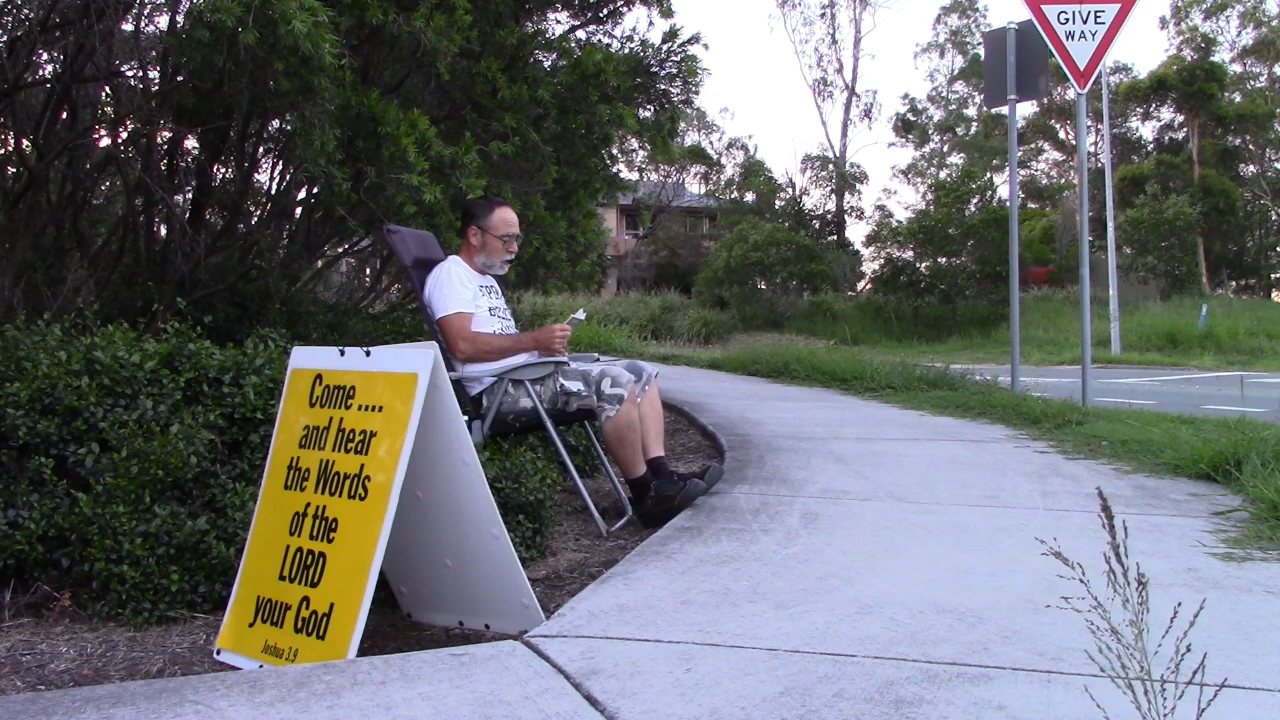 Come....
and hear
the Words
of the
LORD
your God
Joshua 3.9
GIVE
WAY